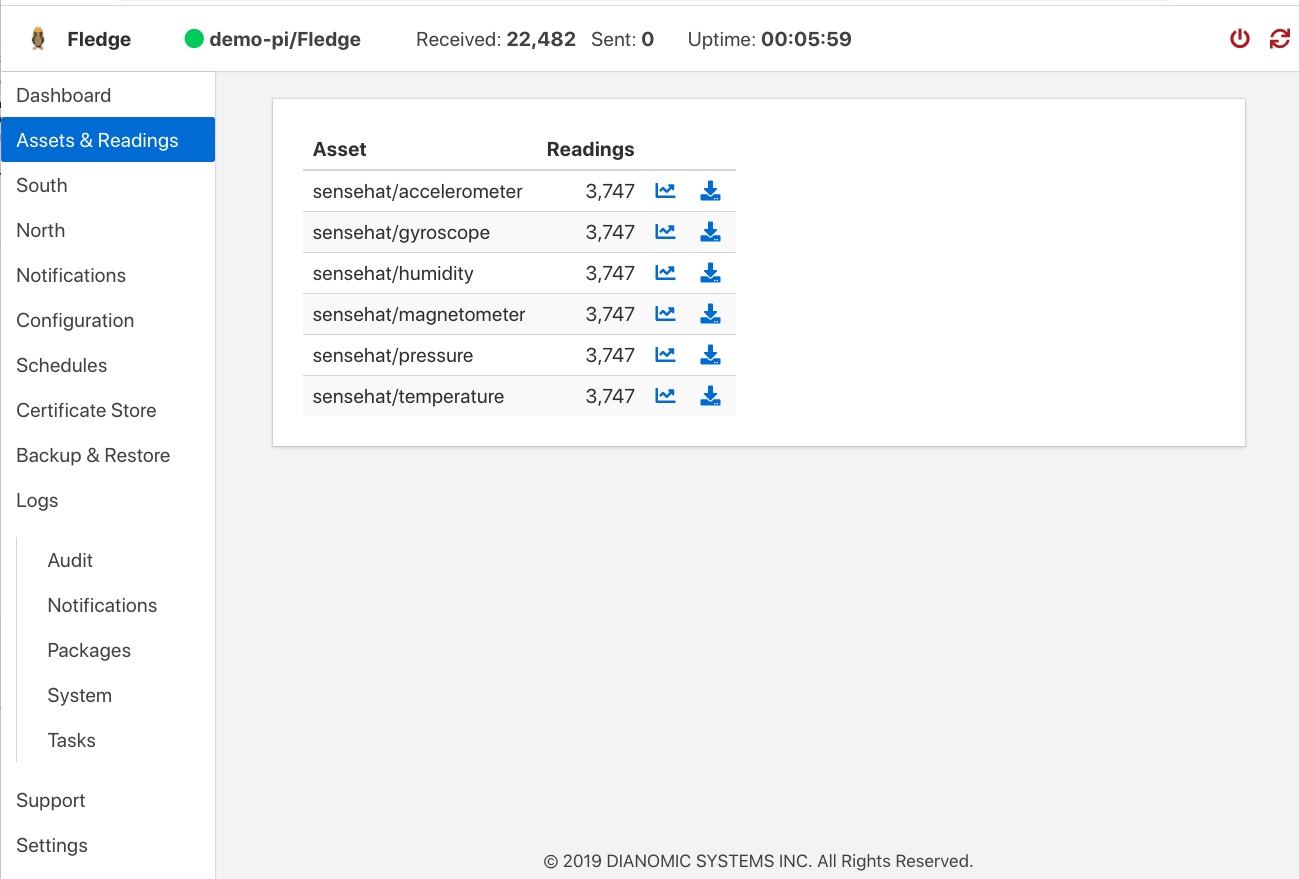 Fledge demo-pi/Fledge Received: 22,482 Sent: 0 Uptime: 00:05:59
Dashboard
Assets & Readings
South
North
Notifications
Configuration
Schedules
Certificate Store
Backup & Restore
Logs
Audit
Notifications
Packages
System
Tasks
Support
Settings
Asset Readings
sensehat/accelerometer 3,747
sensehat/gyroscope 3,747
sensehat/humidity 3,747
sensehat/magnetometer 3,747
sensehat/pressure 3,747
sensehat/temperature 3,747
© 2019 DIANOMIC SYSTEMS INC. All Rights Reserved.